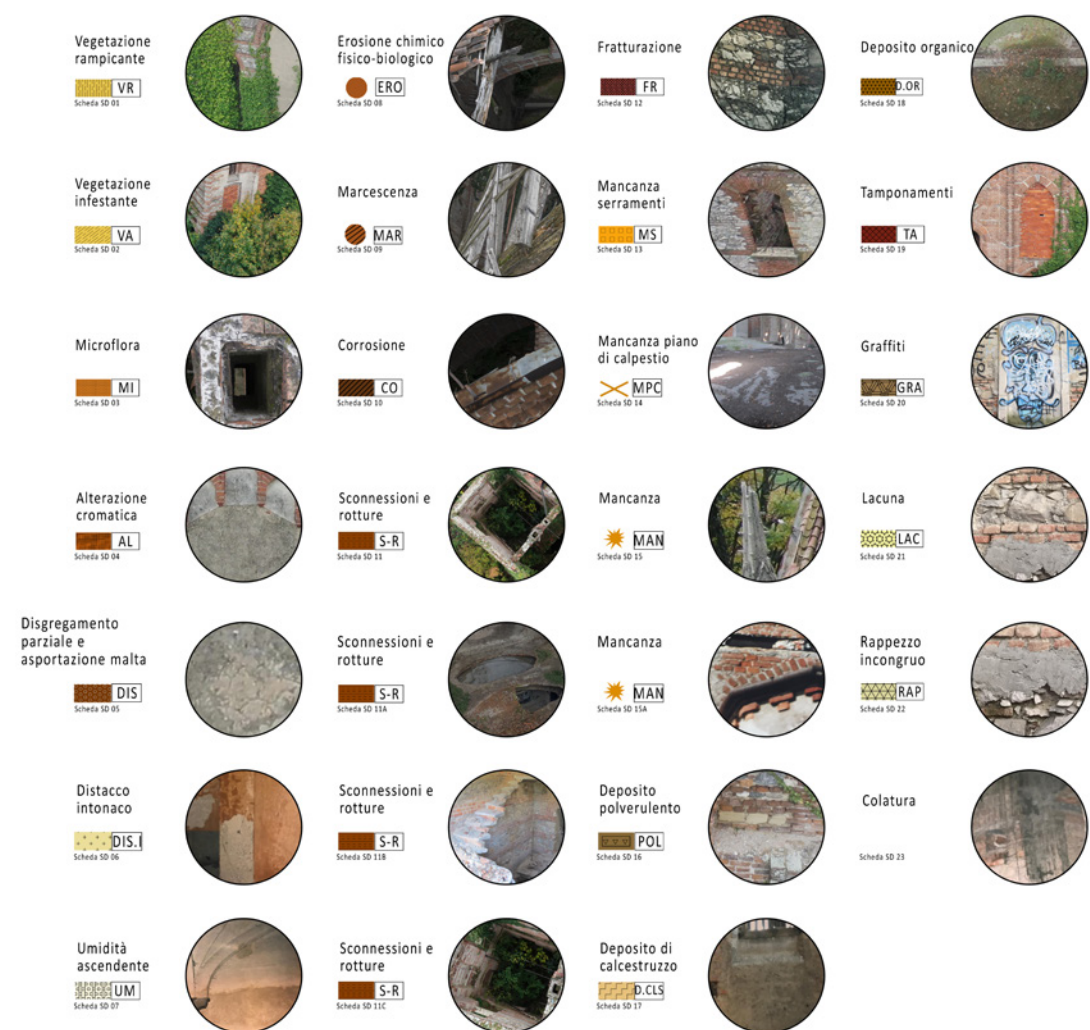 Vegetazione
rampicante
VR
Scheda SD 01
Vegetazione
infestante
VA
Scheda SD 02
Microflora
MI
Scheda SD 03
Alterazione
cromatica
AL
Scheda SD 04
Disgregamento
parziale e
asportazione malta
DIS
Scheda SD 05
Distacco
intonaco
DIS.I
Scheda SD 06
Umidità
ascendente
UM
Scheda SD 07
Erosione chimico
fisico-biologico
ERO
Scheda SD 08
Marcescenza
MAR
Scheda SD 09
Corrosione
CO
Scheda SD 10
Sconnessioni e
rotture
S-R
Scheda SD 11
Sconnessioni e
rotture
S-R
Scheda SD 11A
Sconnessioni e
rotture
S-R
Scheda SD 11B
Sconnessioni e
rotture
S-R
Scheda SD 11C
Fratturazione
FR
Scheda SD 12
Mancanza
serramenti
MS
Scheda SD 13
Mancanza piano
di calpestio
MPC
Scheda SD 14
Mancanza
MAN
Scheda SD 15
Mancanza
MAN
Scheda SD 15A
Deposito
polverulento
POL
Scheda SD 16
Deposito di
calcestruzzo
D.CLS
Scheda SD 17
Deposito organico
D.OR
Scheda SD 18
Tamponamenti
TA
Scheda SD 19
Graffiti
GRA
Scheda SD 20
Lacuna
LAC
Scheda SD 21
Rappezzo
incongruo
RAP
Scheda SD 22
Colatura
Scheda SD 23